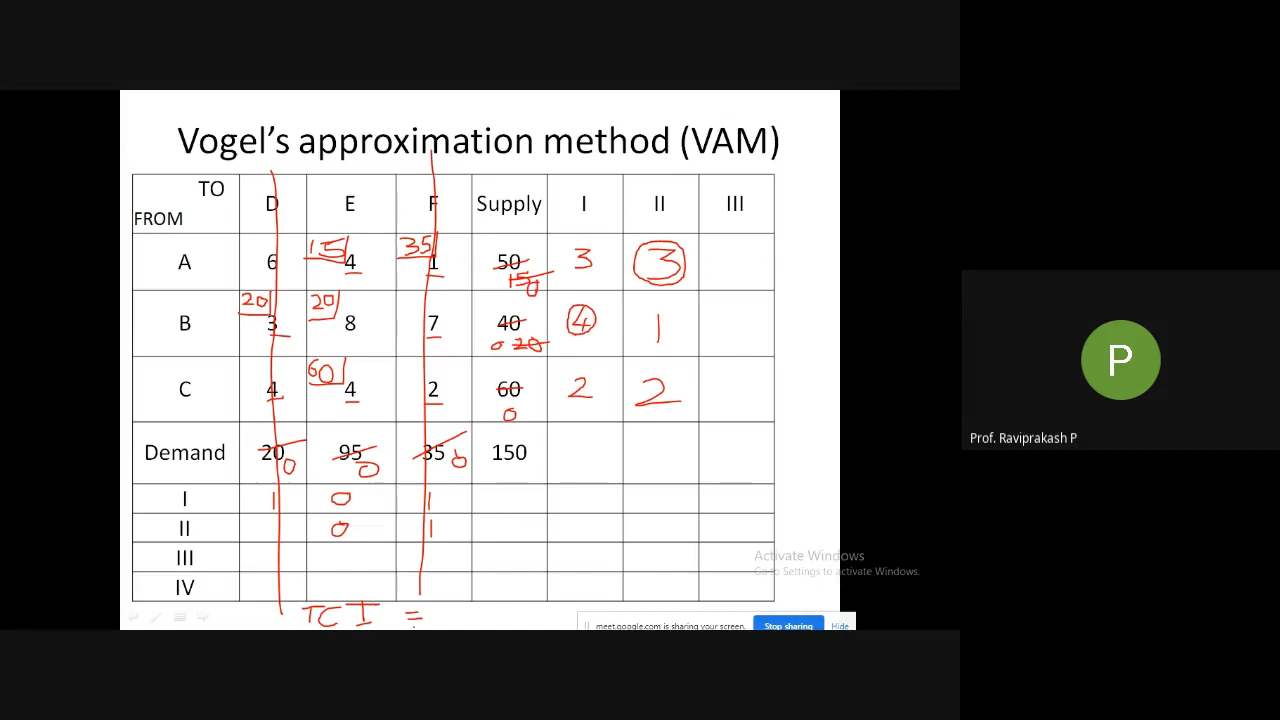 Vogel's approximation method (VAM)
TO FROM D E F Supply I II III
A 6 15 4 35 1 50 15 0 3 3
B 20 3 20 8 7 40 20 0 4 1
C 4 60 4 2 60 0 2 2
Demand 20 0 95 0 35 0 150
I 1 0 1
II 0 1
III
IV
TC I =
Activate Windows
Go to Settings to activate Windows.
meet.google.com is sharing your screen. Stop sharing Hide
P
Prof. Raviprakash P